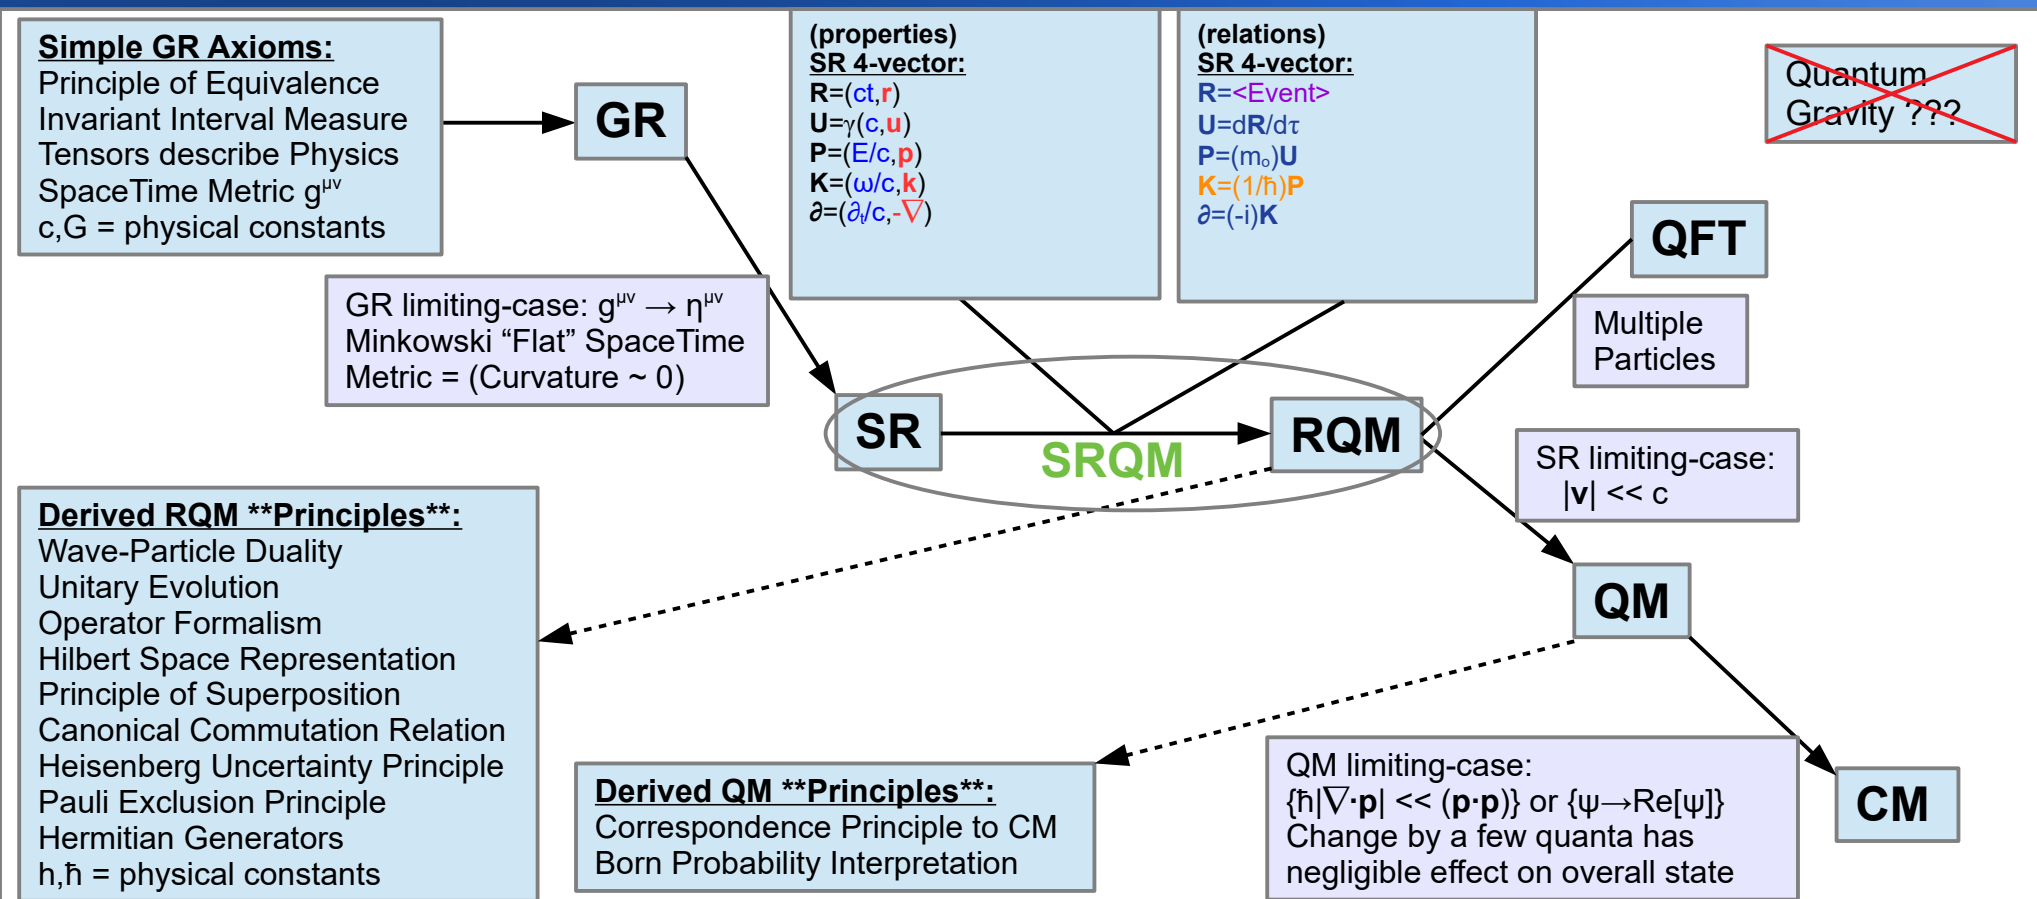 Simple GR Axioms:
Principle of Equivalence
Invariant Interval Measure
Tensors describe Physics
SpaceTime Metric g^μν
c,G = physical constants
GR
(properties)
SR 4-vector:
R=(ct,r)
U=γ(c,u)
P=(E/c,p)
K=(ω/c,k)
∂=(∂ₜ/c,-∇)
(relations)
SR 4-vector:
R=<Event>
U=dR/dτ
P=(mₒ)U
K=(1/ħ)P
∂=(-i)K
Quantum
Gravity ???
QFT
GR limiting-case: g^μν → η^μν
Minkowski “Flat” SpaceTime
Metric = (Curvature ~ 0)
Multiple
Particles
SR
SRQM
RQM
SR limiting-case:
|v| << c
Derived RQM **Principles**:
Wave-Particle Duality
Unitary Evolution
Operator Formalism
Hilbert Space Representation
Principle of Superposition
Canonical Commutation Relation
Heisenberg Uncertainty Principle
Pauli Exclusion Principle
Hermitian Generators
h,ħ = physical constants
QM
Derived QM **Principles**:
Correspondence Principle to CM
Born Probability Interpretation
QM limiting-case:
{ħ|∇·p| << (p·p)} or {ψ→Re[ψ]}
Change by a few quanta has
negligible effect on overall state
CM